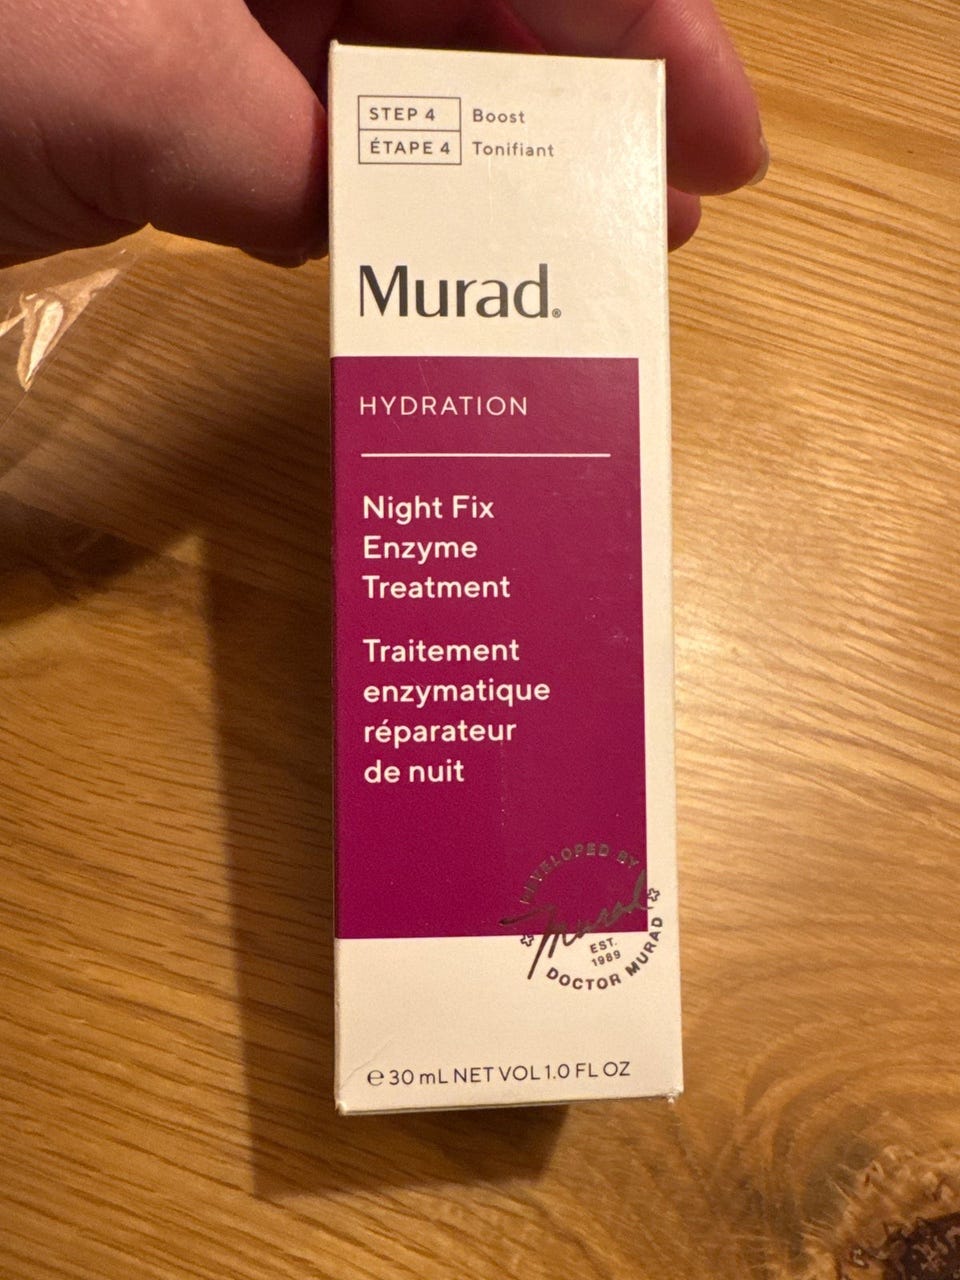 STEP 4 Boost
ÉTAPE 4 Tonifiant
Murad®
HYDRATION
Night Fix
Enzyme
Treatment
Traitement
enzymatique
réparateur
de nuit
DEVELOPED BY
Murad
EST.
1989
DOCTOR MURAD
℮ 30 mL NET VOL 1.0 FL OZ